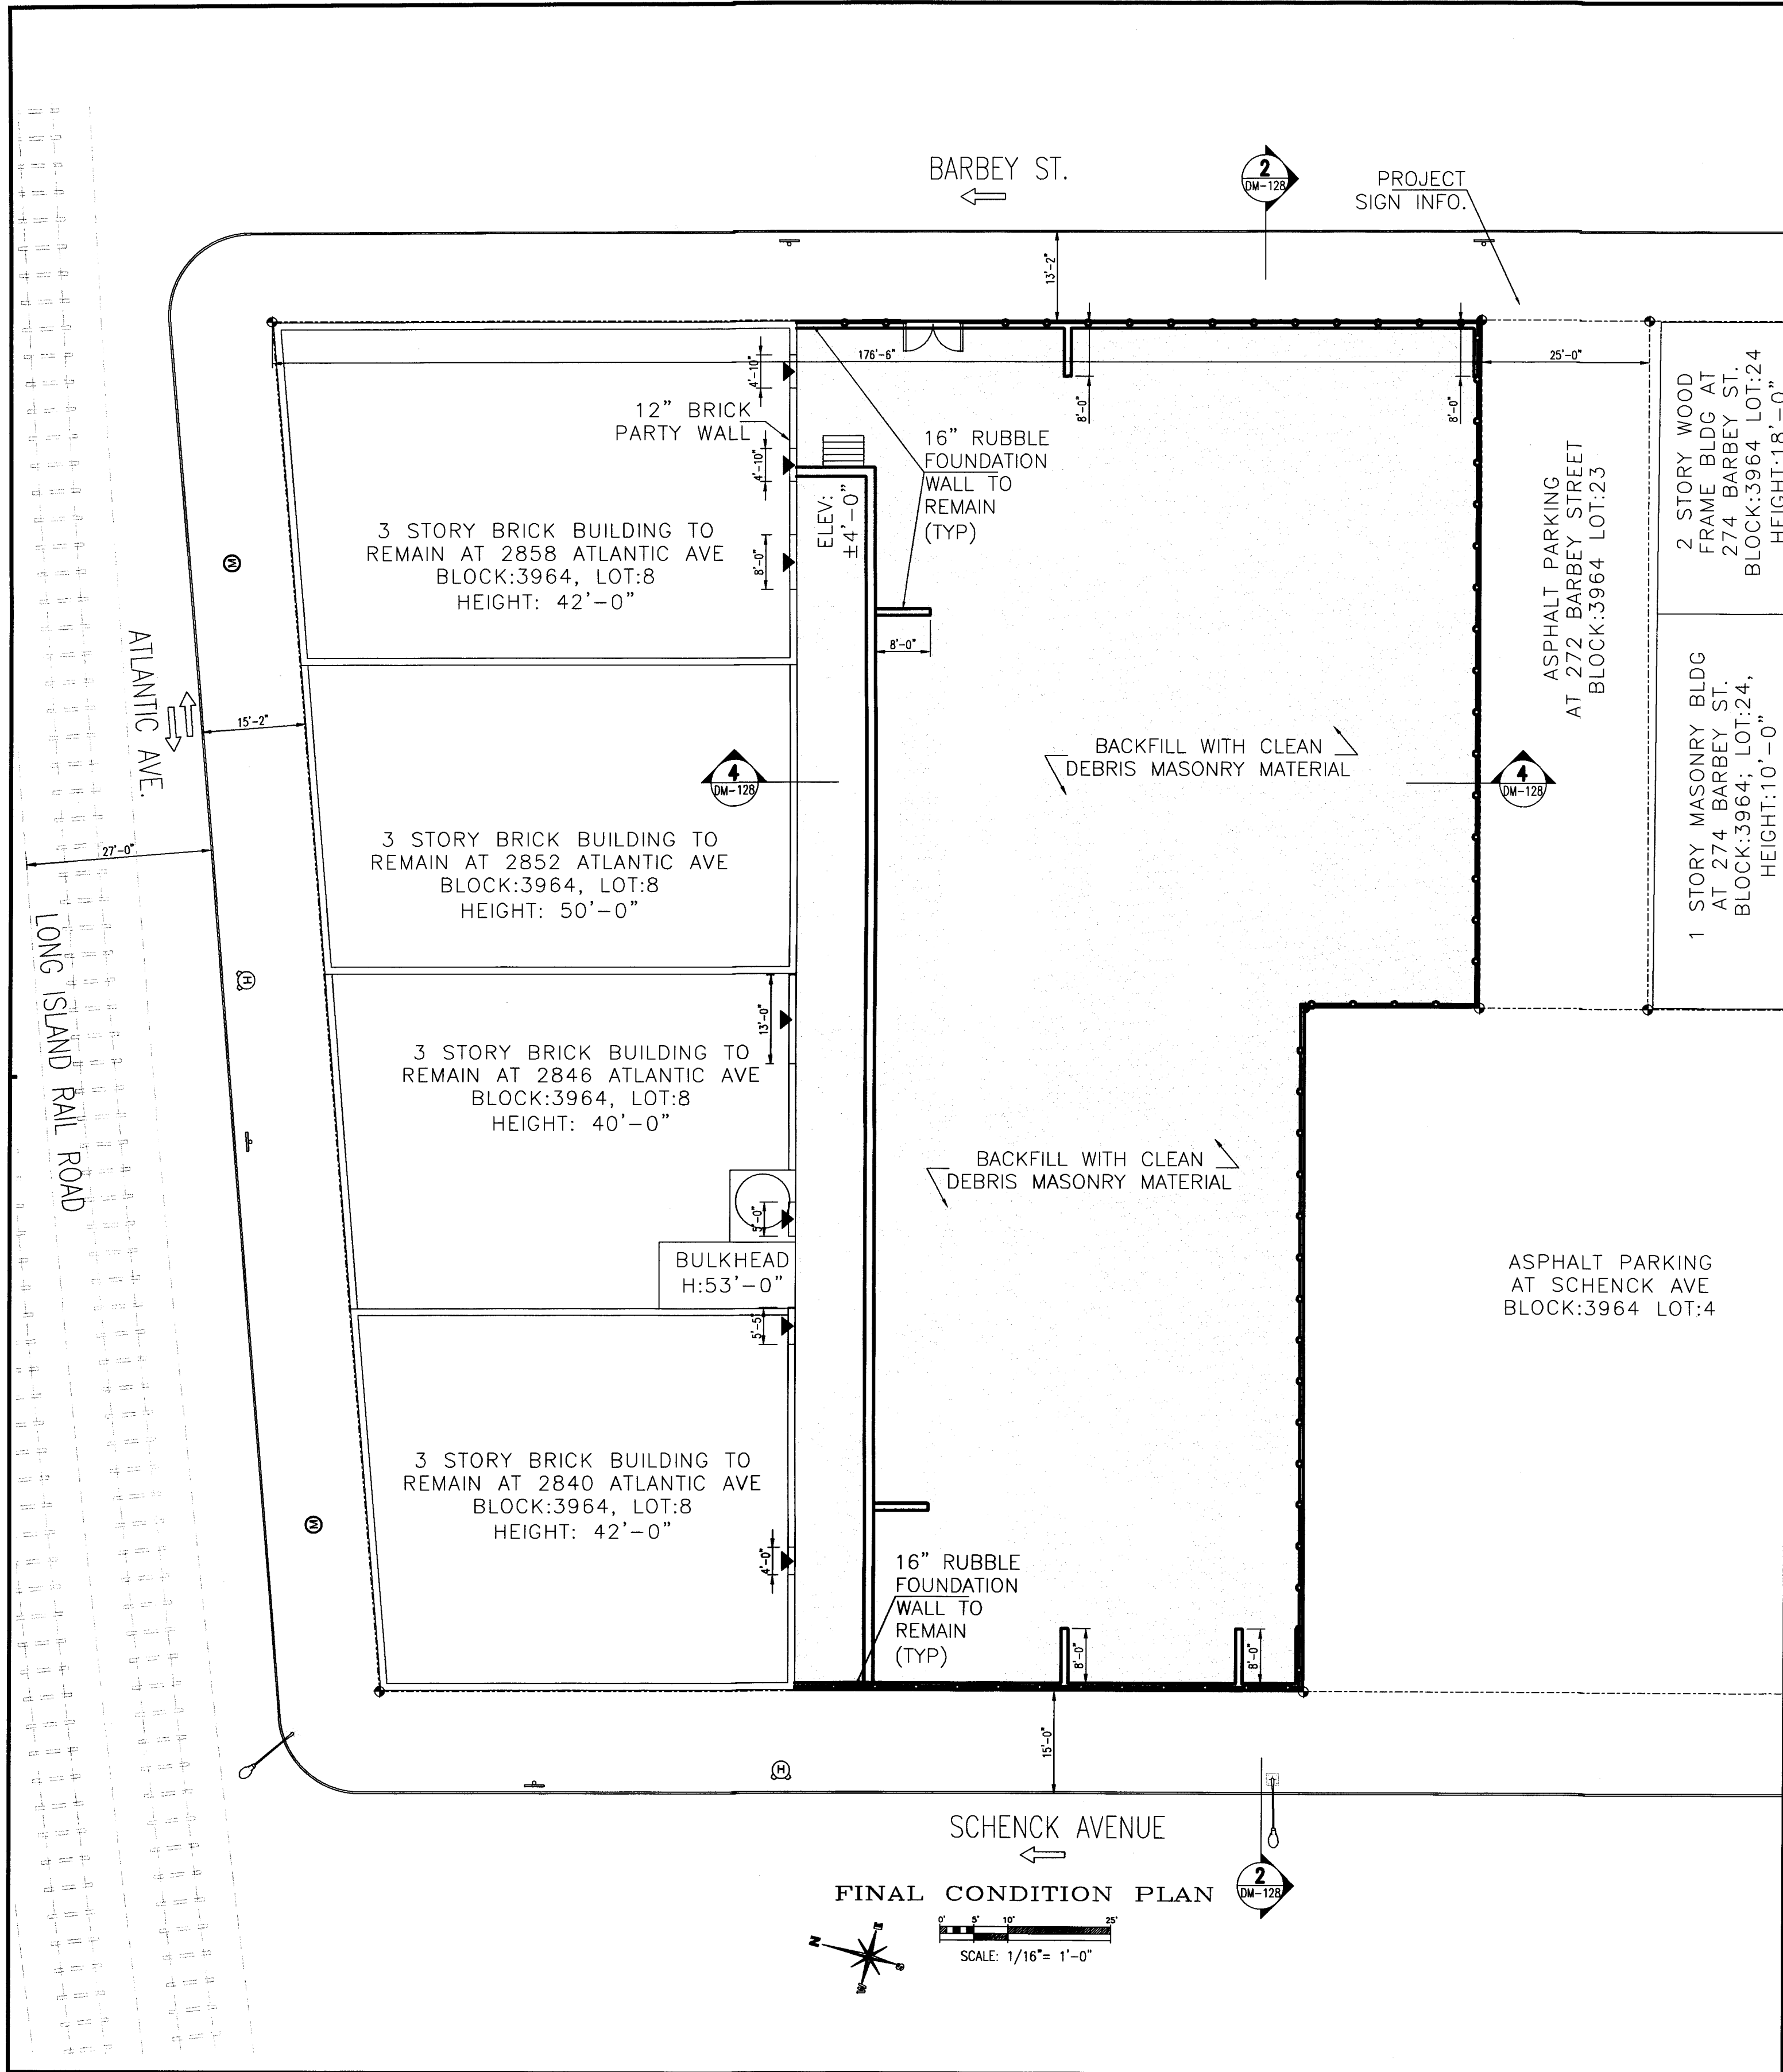 BARBEY ST.
2
DM-128
PROJECT
SIGN INFO.
13'-2"
176'-6"
25'-0"
4'-10"
8'-0"
8'-0"
12" BRICK
PARTY WALL
4'-10"
16" RUBBLE
FOUNDATION
WALL TO
REMAIN
(TYP)
ELEV:
±4'-0"
3 STORY BRICK BUILDING TO
REMAIN AT 2858 ATLANTIC AVE
BLOCK:3964, LOT:8
HEIGHT: 42'-0"
8'-0"
8'-0"
M
ASPHALT PARKING
AT 272 BARBEY STREET
BLOCK:3964 LOT:23
2 STORY WOOD
FRAME BLDG AT
274 BARBEY ST.
BLOCK:3964 LOT:24
HEIGHT:18'-0"
ATLANTIC AVE.
15'-2"
27'-0"
4
DM-128
BACKFILL WITH CLEAN
DEBRIS MASONRY MATERIAL
4
DM-128
1 STORY MASONRY BLDG
AT 274 BARBEY ST.
BLOCK:3964, LOT:24,
HEIGHT:10'-0"
3 STORY BRICK BUILDING TO
REMAIN AT 2852 ATLANTIC AVE
BLOCK:3964, LOT:8
HEIGHT: 50'-0"
LONG ISLAND RAIL ROAD
H
13'-0"
3 STORY BRICK BUILDING TO
REMAIN AT 2846 ATLANTIC AVE
BLOCK:3964, LOT:8
HEIGHT: 40'-0"
BACKFILL WITH CLEAN
DEBRIS MASONRY MATERIAL
5'-0"
BULKHEAD
H:53'-0"
ASPHALT PARKING
AT SCHENCK AVE
BLOCK:3964 LOT:4
5'-5"
3 STORY BRICK BUILDING TO
REMAIN AT 2840 ATLANTIC AVE
BLOCK:3964, LOT:8
HEIGHT: 42'-0"
M
4'-0"
16" RUBBLE
FOUNDATION
WALL TO
REMAIN
(TYP)
8'-0"
8'-0"
15'-0"
H
SCHENCK AVENUE
2
DM-128
FINAL CONDITION PLAN
0' 5' 10' 25'
SCALE: 1/16"= 1'-0"
N
E
S
W